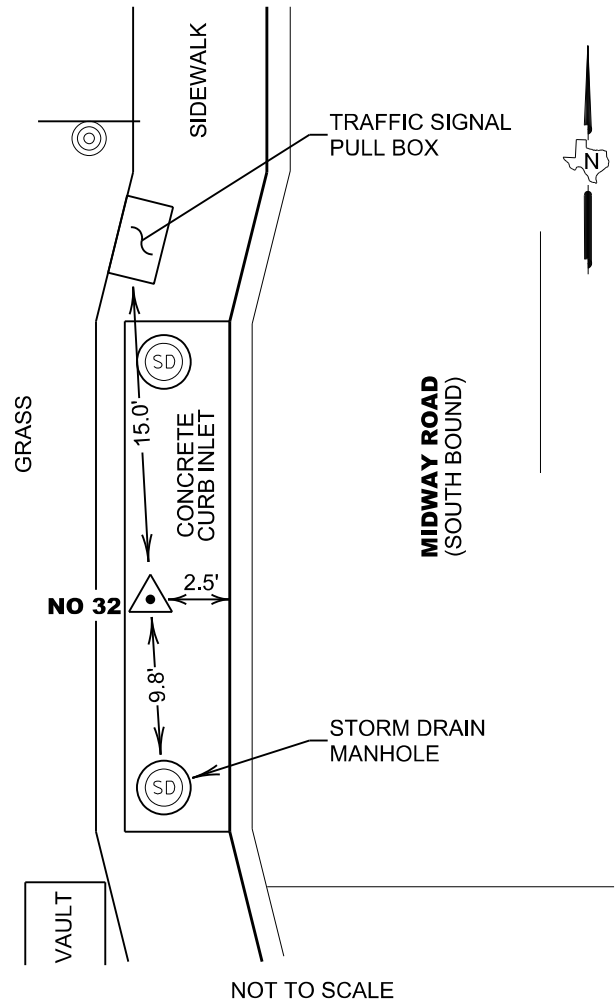 SIDEWALK
TRAFFIC SIGNAL
PULL BOX
N
SD
15.0'
CONCRETE
CURB INLET
GRASS
MIDWAY ROAD
(SOUTH BOUND)
NO 32
2.5'
9.8'
STORM DRAIN
MANHOLE
SD
VAULT
NOT TO SCALE